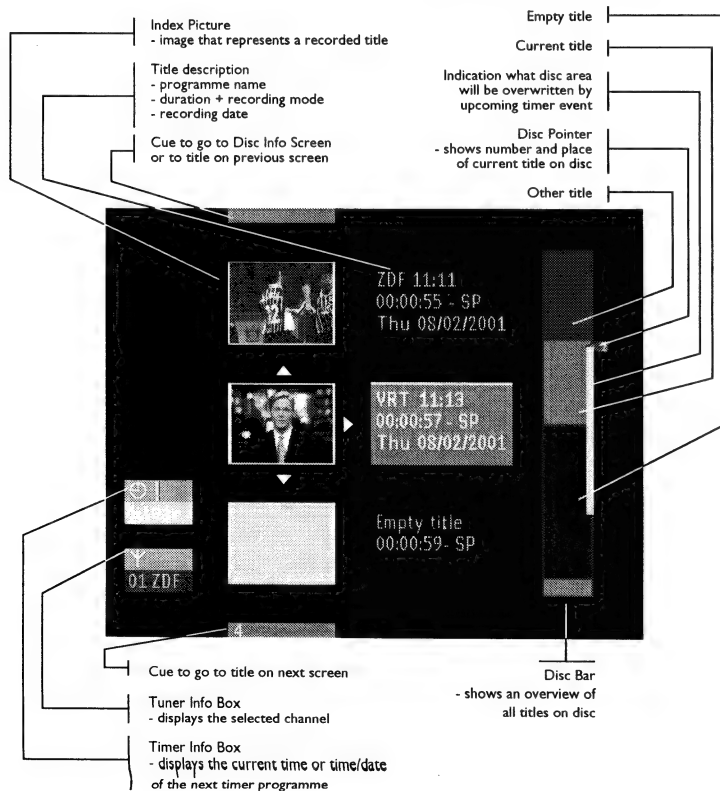 Index Picture
- image that represents a recorded title
Title description
- programme name
- duration + recording mode
- recording date
Cue to go to Disc Info Screen
or to title on previous screen
Empty title
Current title
Indication what disc area
will be overwritten by
upcoming timer event
Disc Pointer
- shows number and place
of current title on disc
Other title
ZDF 11:11
00:00:55 - SP
Thu 08/02/2001
12
2
VRT 11:13
00:00:57 - SP
Thu 08/02/2001
Empty title
00:00:59- SP
01 ZDF
4
Cue to go to title on next screen
Tuner Info Box
- displays the selected channel
Timer Info Box
- displays the current time or time/date
of the next timer programme
Disc Bar
- shows an overview of
all titles on disc